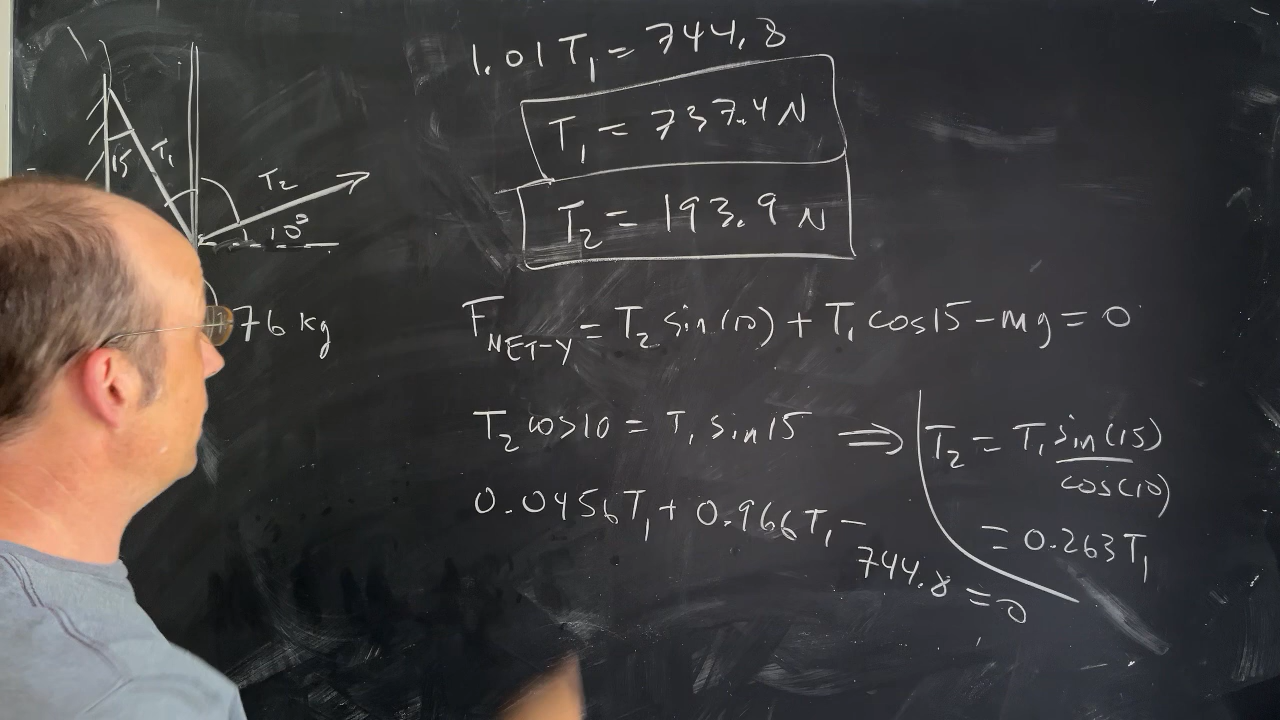 1.01 T₁ = 744.8
T₁ = 737.4 N
T₂ = 193.9 N
15
T₁
T₂
10°
76 kg
F_NET-Y = T₂ sin(10) + T₁ cos15 - mg = 0
T₂ cos10 = T₁ sin15 ⇒ T₂ = T₁ sin(15) / cos(10)
= 0.263 T₁
0.0456 T₁ + 0.966 T₁ - 744.8 = 0